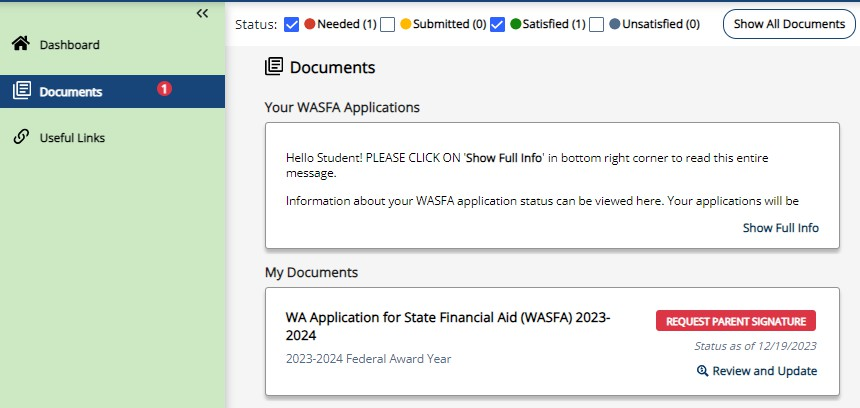 Status: Needed (1) Submitted (0) Satisfied (1) Unsatisfied (0) Show All Documents
Dashboard
Documents 1
Useful Links
Documents
Your WASFA Applications
Hello Student! PLEASE CLICK ON 'Show Full Info' in bottom right corner to read this entire
message.
Information about your WASFA application status can be viewed here. Your applications will be
Show Full Info
My Documents
WA Application for State Financial Aid (WASFA) 2023-
2024
2023-2024 Federal Award Year
REQUEST PARENT SIGNATURE
Status as of 12/19/2023
Review and Update